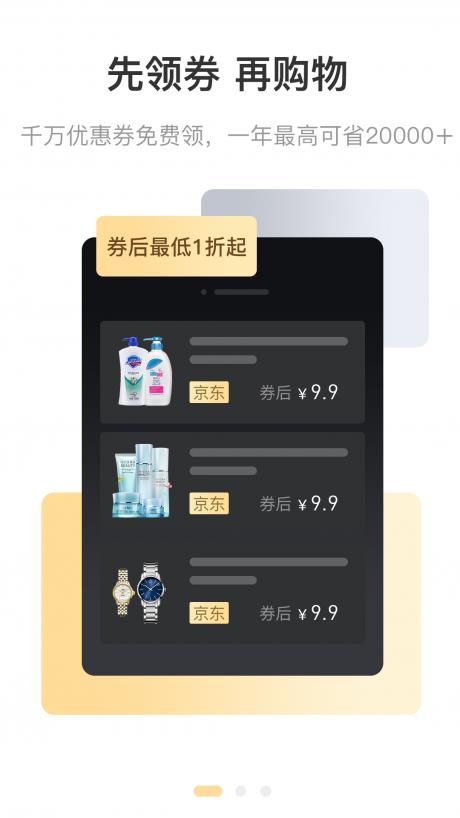 先领券 再购物
千万优惠券免费领，一年最高可省20000+
券后最低1折起
京东 券后 ¥9.9
京东 券后 ¥9.9
京东 券后 ¥9.9